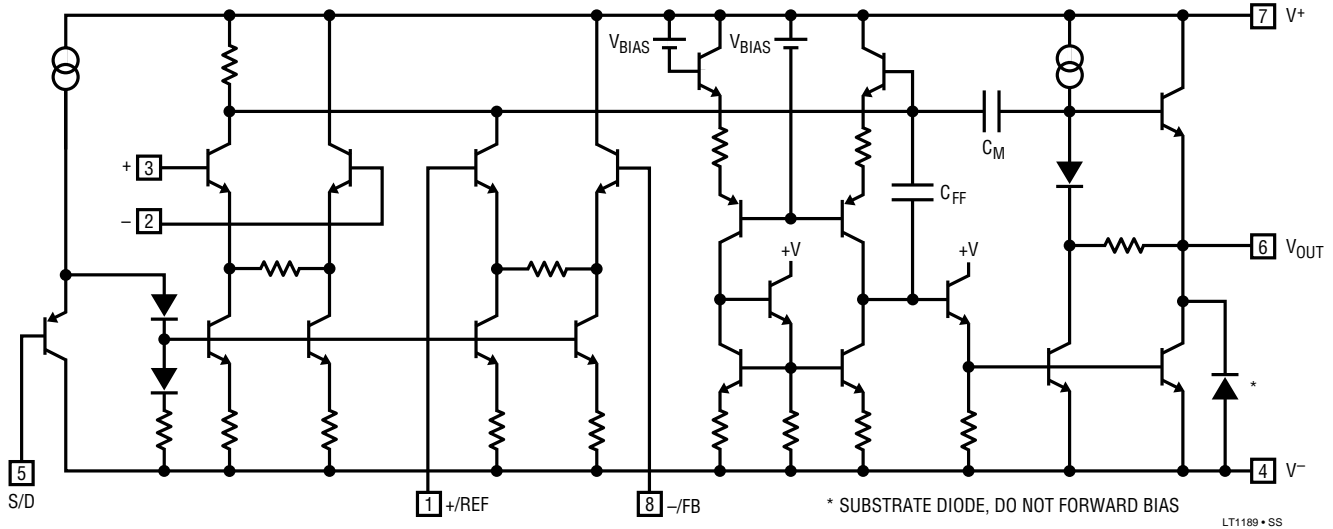 7 V⁺
V_BIAS
V_BIAS
C_M
+ 3
C_FF
– 2
+V
+V
6 V_OUT
*
5
S/D
4 V⁻
1 +/REF
8 –/FB
* SUBSTRATE DIODE, DO NOT FORWARD BIAS
LT1189 • SS